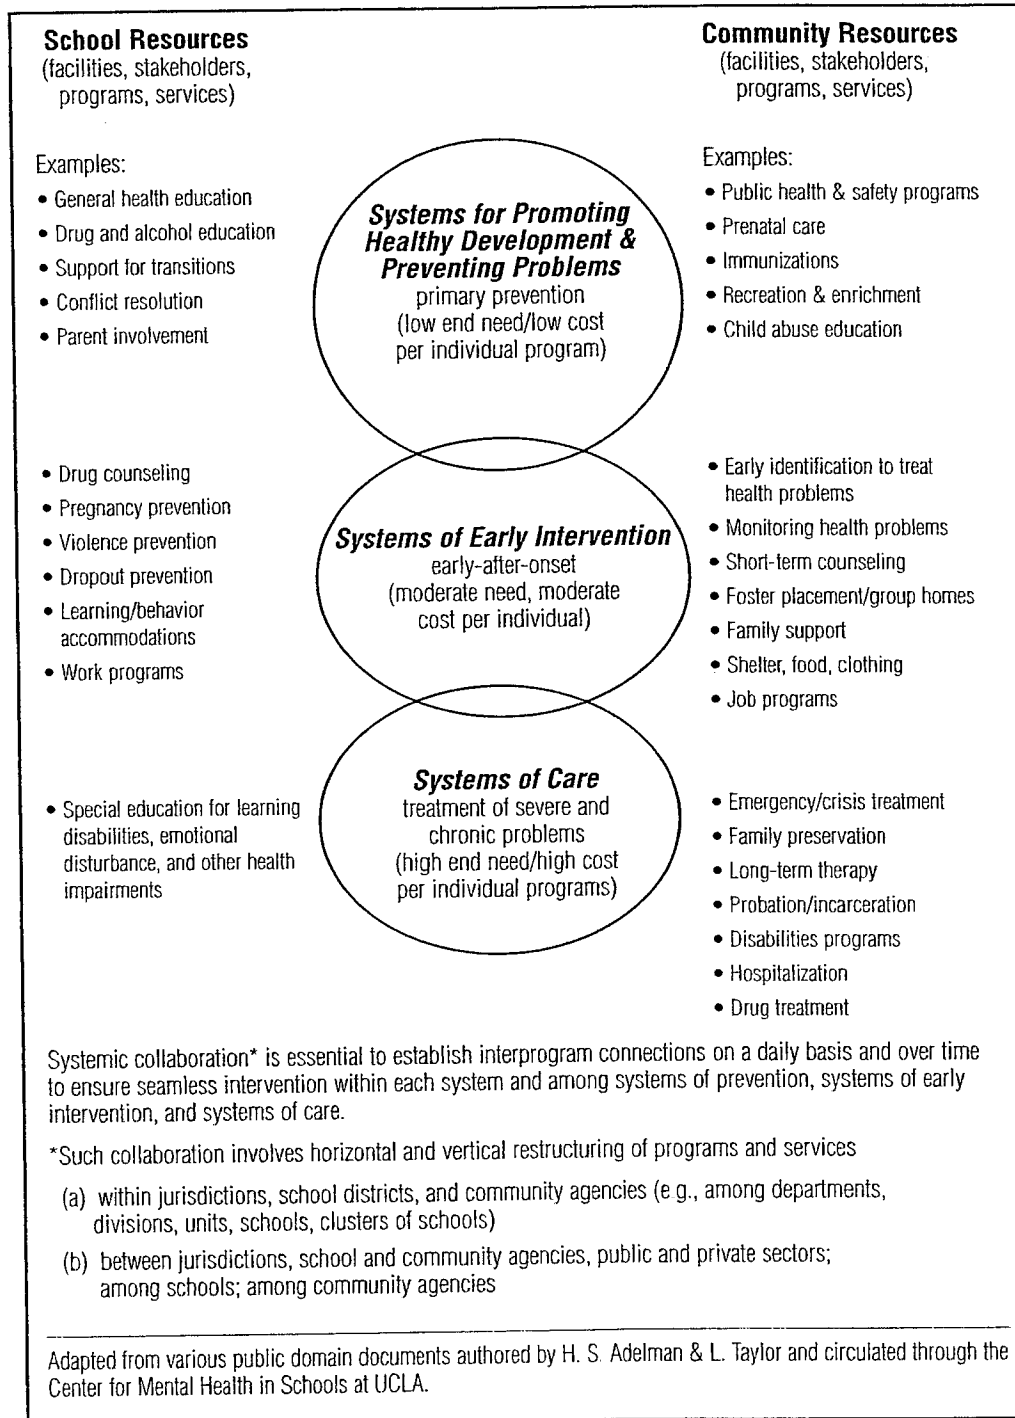 School Resources
(facilities, stakeholders,
programs, services)
Examples:
• General health education
• Drug and alcohol education
• Support for transitions
• Conflict resolution
• Parent involvement
• Drug counseling
• Pregnancy prevention
• Violence prevention
• Dropout prevention
• Learning/behavior
accommodations
• Work programs
• Special education for learning
disabilities, emotional
disturbance, and other health
impairments
Systems for Promoting
Healthy Development &
Preventing Problems
primary prevention
(low end need/low cost
per individual program)
Systems of Early Intervention
early-after-onset
(moderate need, moderate
cost per individual)
Systems of Care
treatment of severe and
chronic problems
(high end need/high cost
per individual programs)
Community Resources
(facilities, stakeholders,
programs, services)
Examples:
• Public health & safety programs
• Prenatal care
• Immunizations
• Recreation & enrichment
• Child abuse education
• Early identification to treat
health problems
• Monitoring health problems
• Short-term counseling
• Foster placement/group homes
• Family support
• Shelter, food, clothing
• Job programs
• Emergency/crisis treatment
• Family preservation
• Long-term therapy
• Probation/incarceration
• Disabilities programs
• Hospitalization
• Drug treatment
Systemic collaboration* is essential to establish interprogram connections on a daily basis and over time
to ensure seamless intervention within each system and among systems of prevention, systems of early
intervention, and systems of care.
*Such collaboration involves horizontal and vertical restructuring of programs and services
(a) within jurisdictions, school districts, and community agencies (e g., among departments,
divisions, units, schools, clusters of schools)
(b) between jurisdictions, school and community agencies, public and private sectors;
among schools; among community agencies
Adapted from various public domain documents authored by H. S. Adelman & L. Taylor and circulated through the
Center for Mental Health in Schools at UCLA.